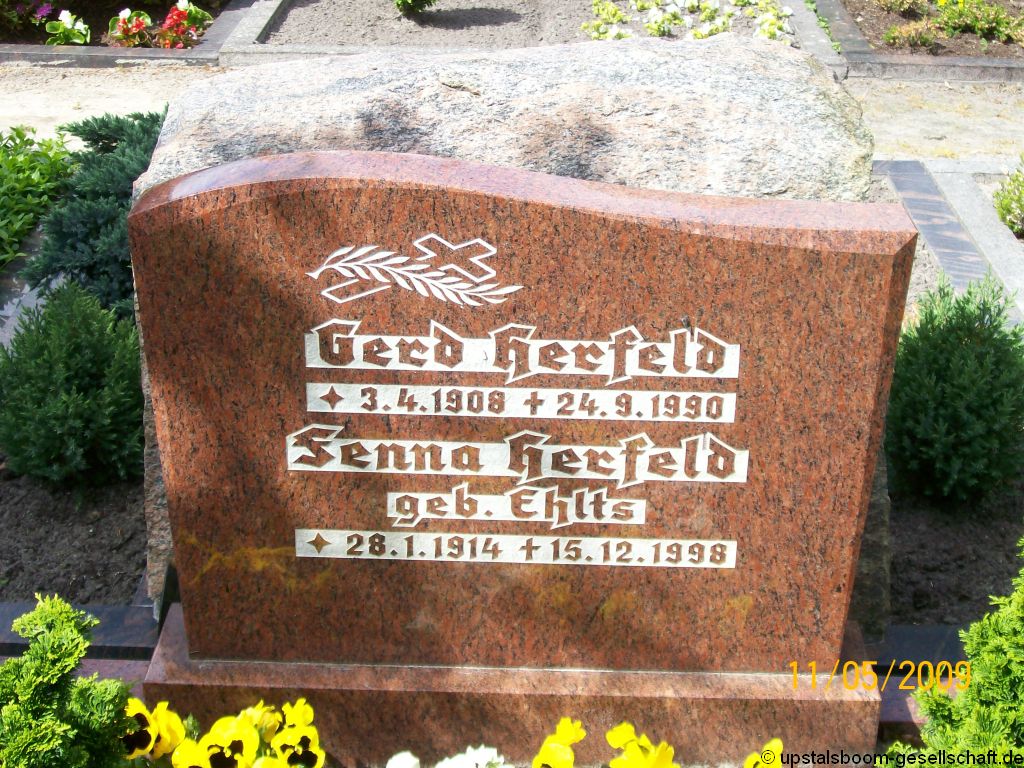 Gerd Herfeld
✦ 3.4.1908 ✝ 24.9.1990
Senna Herfeld
geb. Ehlts
✦ 28.1.1914 ✝ 15.12.1998
11/05/2009
© upstalsboom-gesellschaft.de